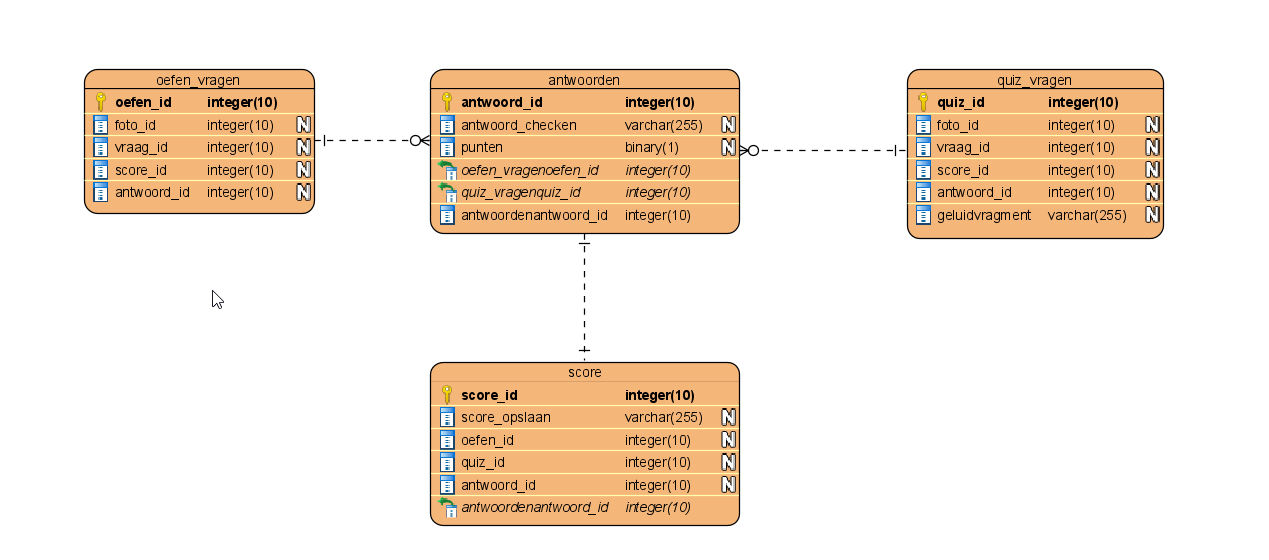 oefen_vragen
oefen_id integer(10)
foto_id integer(10) N
vraag_id integer(10) N
score_id integer(10) N
antwoord_id integer(10) N
antwoorden
antwoord_id integer(10)
antwoord_checken varchar(255) N
punten binary(1) N
oefen_vragenoefen_id integer(10)
quiz_vragenquiz_id integer(10)
antwoordenantwoord_id integer(10)
quiz_vragen
quiz_id integer(10)
foto_id integer(10) N
vraag_id integer(10) N
score_id integer(10) N
antwoord_id integer(10) N
geluidvragment varchar(255) N
score
score_id integer(10)
score_opslaan varchar(255) N
oefen_id integer(10) N
quiz_id integer(10) N
antwoord_id integer(10) N
antwoordenantwoord_id integer(10)